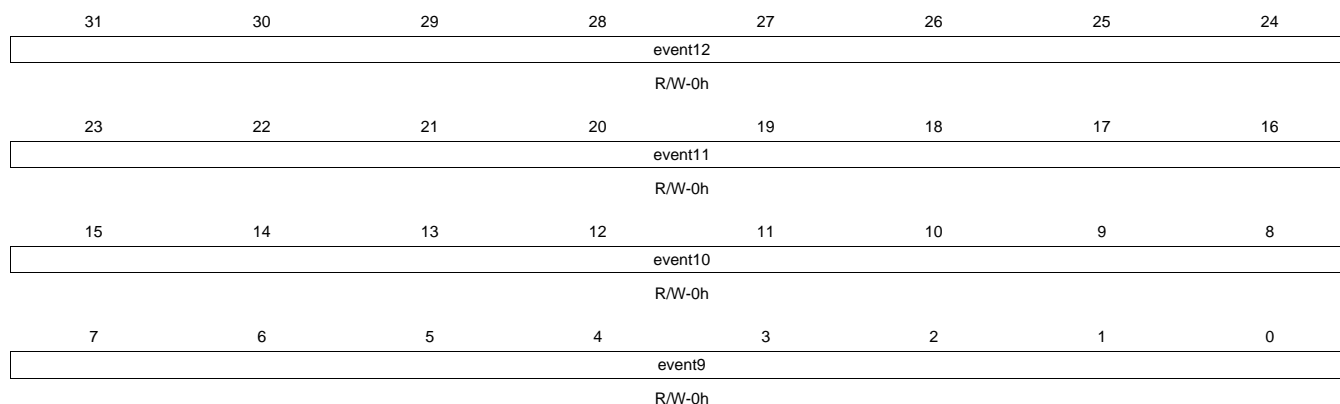 31 30 29 28 27 26 25 24
event12
R/W-0h
23 22 21 20 19 18 17 16
event11
R/W-0h
15 14 13 12 11 10 9 8
event10
R/W-0h
7 6 5 4 3 2 1 0
event9
R/W-0h